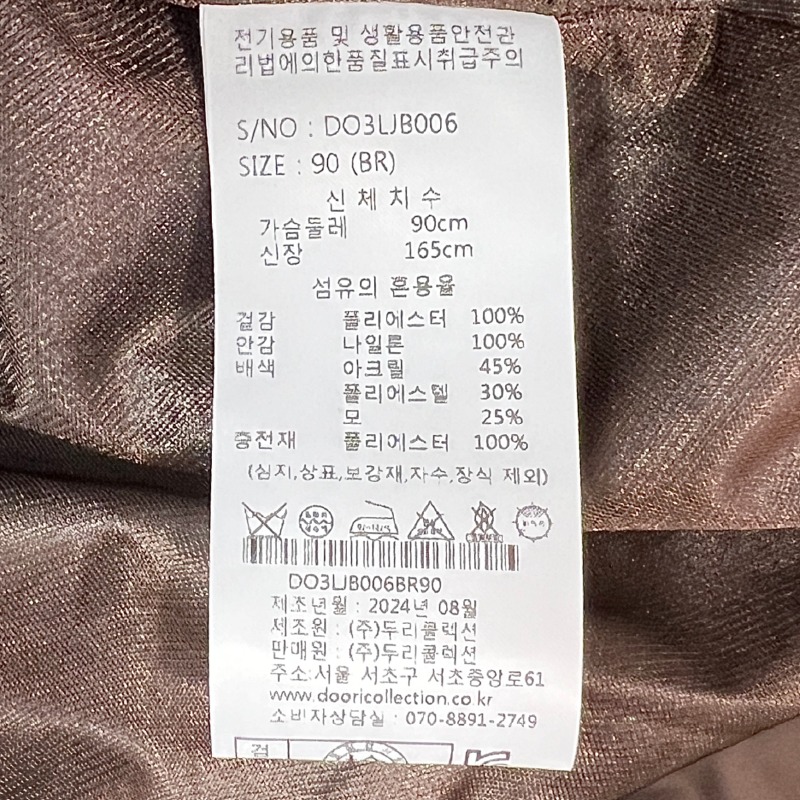 전기용품 및 생활용품안전관
리법에의한품질표시취급주의
S/NO : DO3LJB006
SIZE : 90 (BR)
신 체 치 수
가슴둘레 90cm
신장 165cm
섬유의 혼용율
겉감 폴리에스터 100%
안감 나일론 100%
배색 아크릴 45%
폴리에스텔 30%
모 25%
충전재 폴리에스터 100%
(심지,상표,보강재,자수,장식 제외)
DO3LJB006BR90
제조년월 : 2024년 08월
제조원 : (주)두리콜렉션
판매원 : (주)두리콜렉션
주소:서울 서초구 서초중앙로61
www.dooricollection.co.kr
소비자상담실 : 070-8891-2749
검